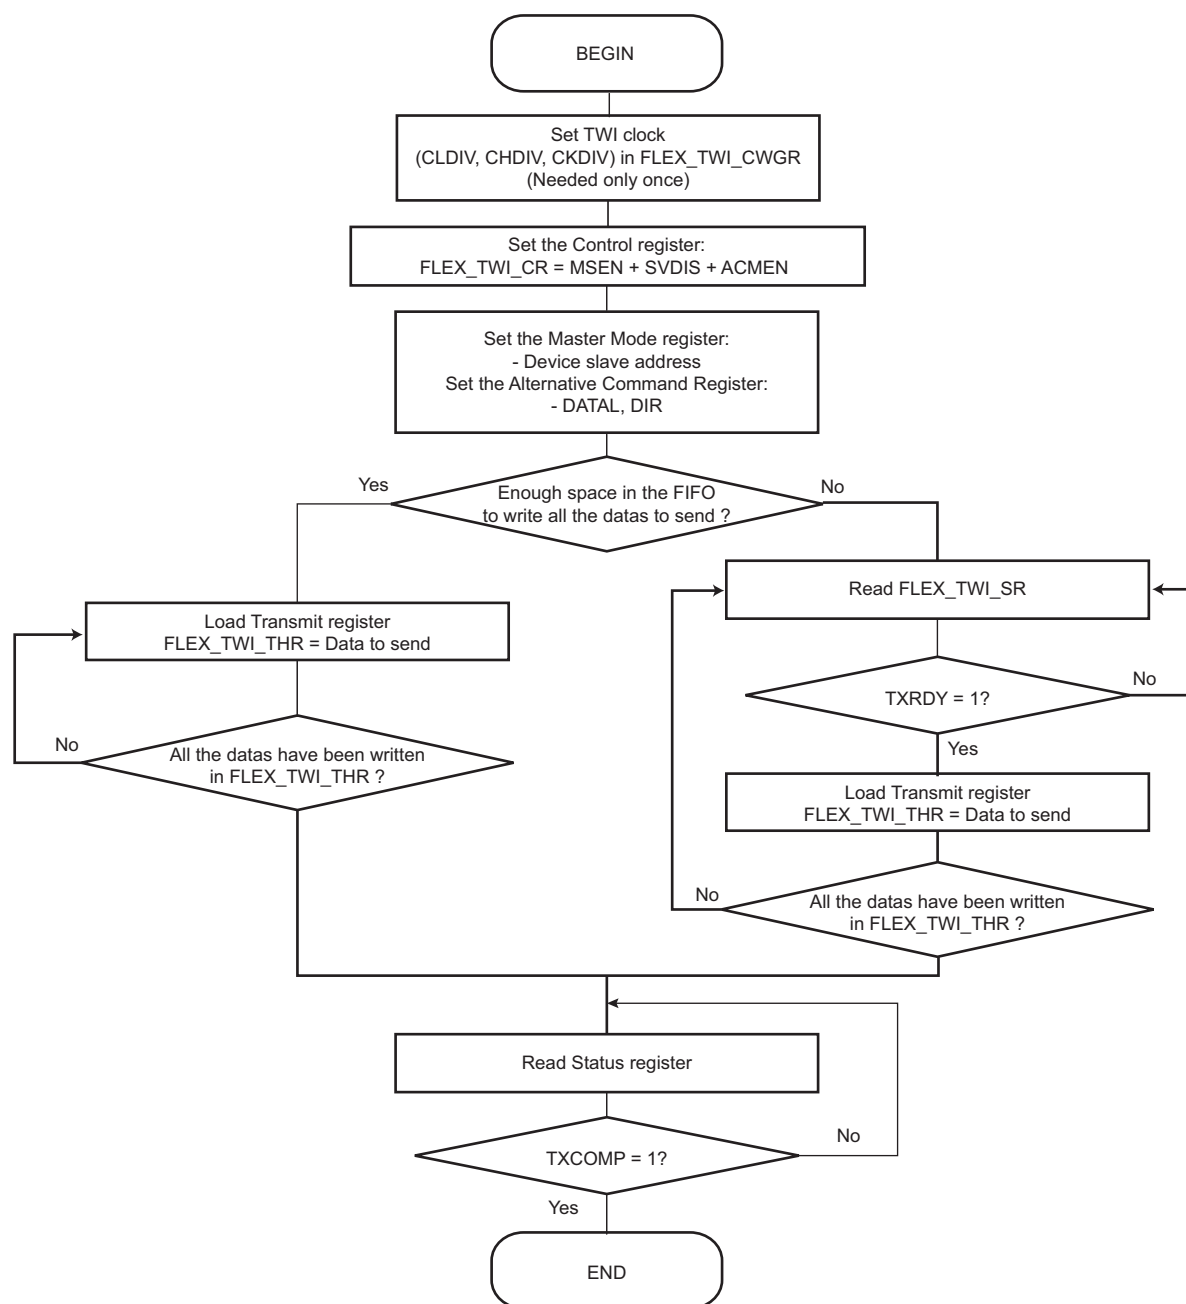 BEGIN
Set TWI clock
(CLDIV, CHDIV, CKDIV) in FLEX_TWI_CWGR
(Needed only once)
Set the Control register:
FLEX_TWI_CR = MSEN + SVDIS + ACMEN
Set the Master Mode register:
- Device slave address
Set the Alternative Command Register:
- DATAL, DIR
Yes
Enough space in the FIFO
to write all the datas to send ?
No
Load Transmit register
FLEX_TWI_THR = Data to send
No
All the datas have been written
in FLEX_TWI_THR ?
Read FLEX_TWI_SR
TXRDY = 1?
No
Yes
Load Transmit register
FLEX_TWI_THR = Data to send
No
All the datas have been written
in FLEX_TWI_THR ?
Read Status register
TXCOMP = 1?
No
Yes
END